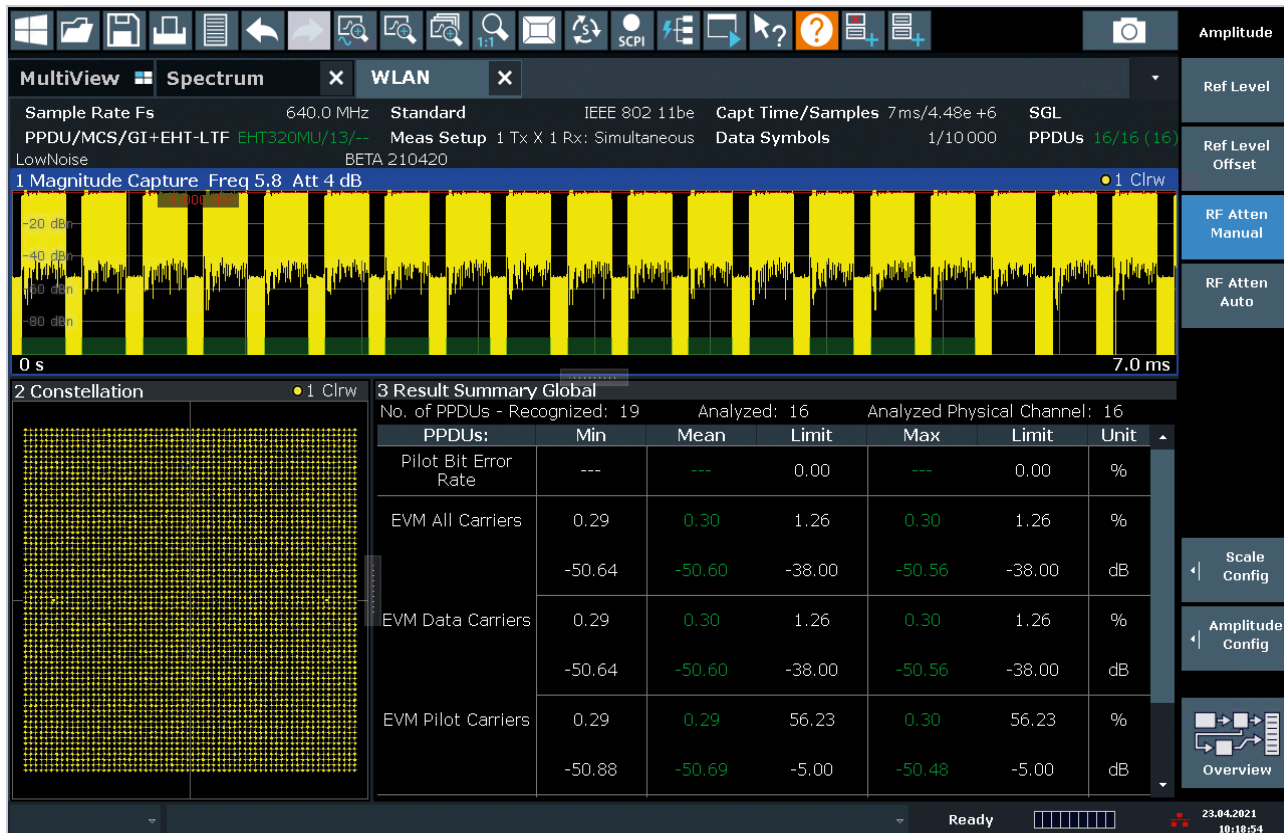 1:1
SCPI
Amplitude
MultiView Spectrum X WLAN X
Ref Level
Sample Rate Fs 640.0 MHz Standard IEEE 802 11be Capt Time/Samples 7ms/4.48e +6 SGL
PPDU/MCS/GI+EHT-LTF EHT320MU/13/-- Meas Setup 1 Tx X 1 Rx: Simultaneous Data Symbols 1/10 000 PPDUs 16/16 (16)
LowNoise BETA 210420
Ref Level
Offset
1 Magnitude Capture Freq 5.8 Att 4 dB 1 Clrw
RF Atten
Manual
RF Atten
Auto
0 s 7.0 ms
2 Constellation 1 Clrw
3 Result Summary Global
No. of PPDUs - Recognized: 19 Analyzed: 16 Analyzed Physical Channel: 16
PPDUs: Min Mean Limit Max Limit Unit
Pilot Bit Error
Rate --- --- 0.00 --- 0.00 %
EVM All Carriers 0.29 0.30 1.26 0.30 1.26 %
-50.64 -50.60 -38.00 -50.56 -38.00 dB
EVM Data Carriers 0.29 0.30 1.26 0.30 1.26 %
-50.64 -50.60 -38.00 -50.56 -38.00 dB
EVM Pilot Carriers 0.29 0.29 56.23 0.30 56.23 %
-50.88 -50.69 -5.00 -50.48 -5.00 dB
Scale
Config
Amplitude
Config
Overview
Ready
23.04.2021
10:18:54